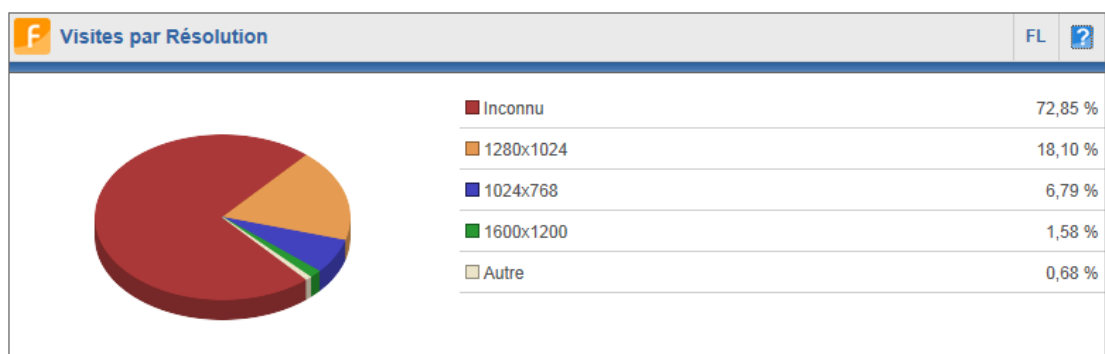 F Visites par Résolution FL ?
Inconnu 72,85 %
1280x1024 18,10 %
1024x768 6,79 %
1600x1200 1,58 %
Autre 0,68 %